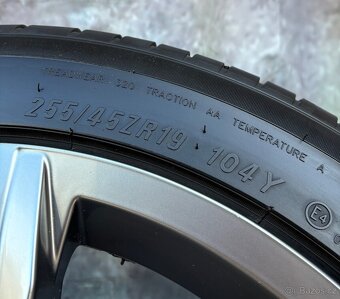 TREADWEAR 320 TRACTION AA TEMPERATURE A
255/45ZR19 104Y
E4